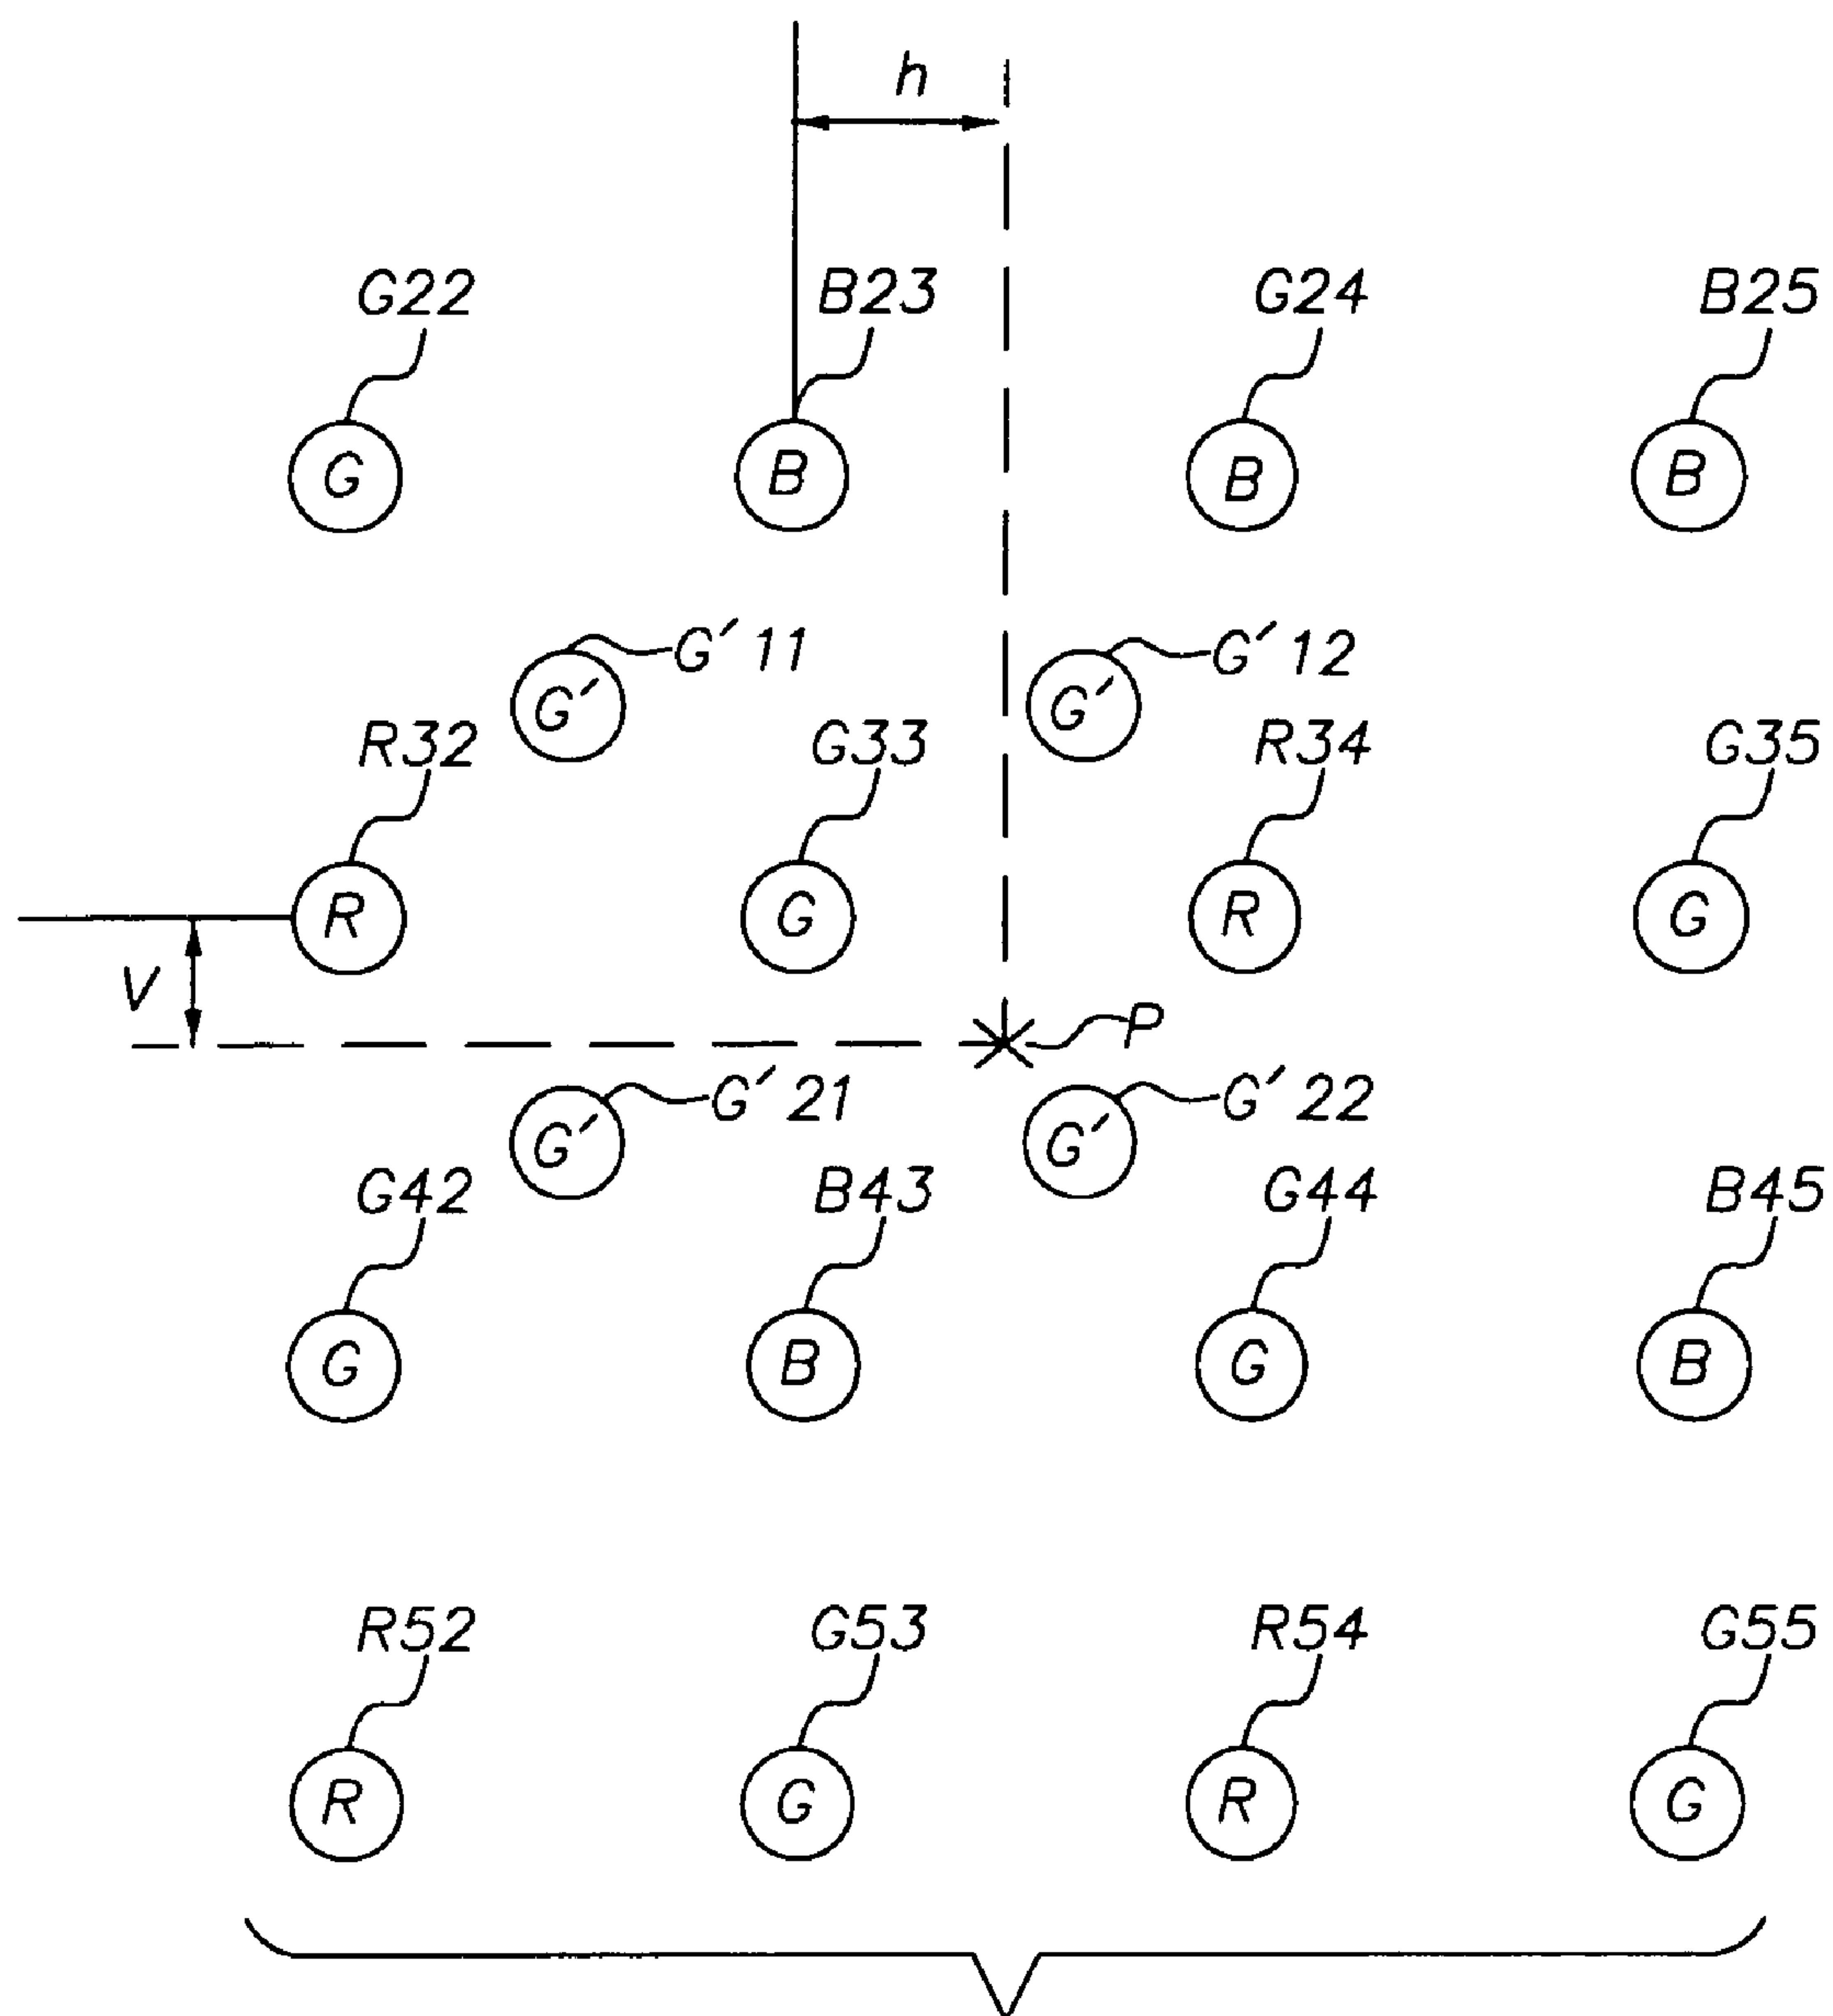 h
G22 B23 G24 B25
G B B B
G'11 G'12
G' G'
R32 G33 R34 G35
R G R G
V
P
G'21 G'22
G' G'
G42 B43 G44 B45
G B G B
R52 G53 R54 G55
R G R G